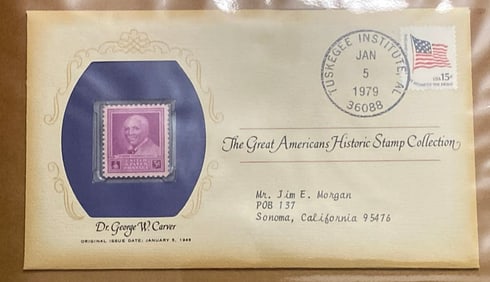 TUSKEGEE INSTITUTE, AL
JAN
5
1979
36088
USA 15c
The Great Americans Historic Stamp Collection
Mr. Jim E. Morgan
POB 137
Sonoma, California 95476
Dr. George W. Carver
ORIGINAL ISSUE DATE: JANUARY 5, 1948